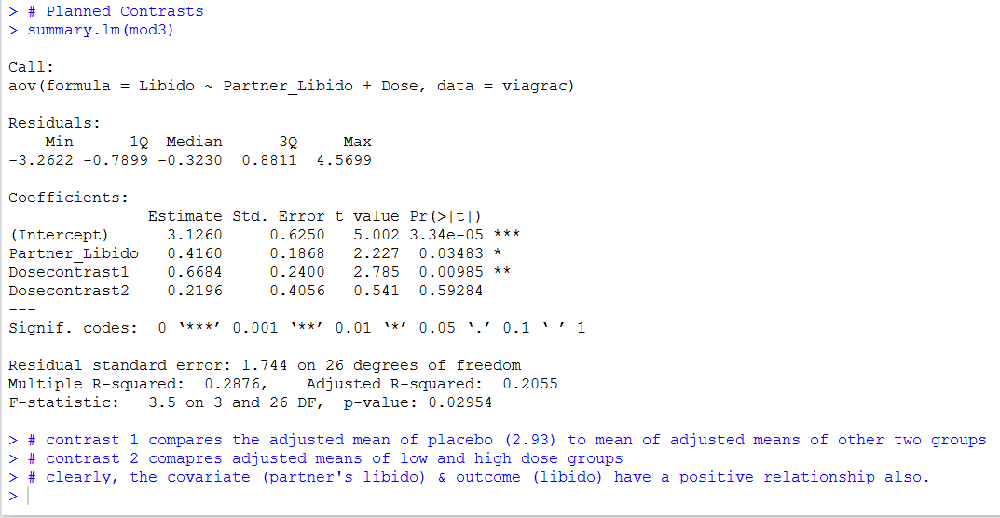 > # Planned Contrasts
> summary.lm(mod3)
Call:
aov(formula = Libido ~ Partner_Libido + Dose, data = viagrac)
Residuals:
    Min      1Q  Median      3Q     Max
-3.2622 -0.7899 -0.3230  0.8811  4.5699
Coefficients:
               Estimate Std. Error t value Pr(>|t|)
(Intercept)      3.1260     0.6250   5.002 3.34e-05 ***
Partner_Libido   0.4160     0.1868   2.227  0.03483 *
Dosecontrast1    0.6684     0.2400   2.785  0.00985 **
Dosecontrast2    0.2196     0.4056   0.541  0.59284
---
Signif. codes:  0 ‘***’ 0.001 ‘**’ 0.01 ‘*’ 0.05 ‘.’ 0.1 ‘ ’ 1
Residual standard error: 1.744 on 26 degrees of freedom
Multiple R-squared:  0.2876,    Adjusted R-squared:  0.2055
F-statistic:   3.5 on 3 and 26 DF,  p-value: 0.02954
> # contrast 1 compares the adjusted mean of placebo (2.93) to mean of adjusted means of other two groups
> # contrast 2 comapres adjusted means of low and high dose groups
> # clearly, the covariate (partner's libido) & outcome (libido) have a positive relationship also.
>